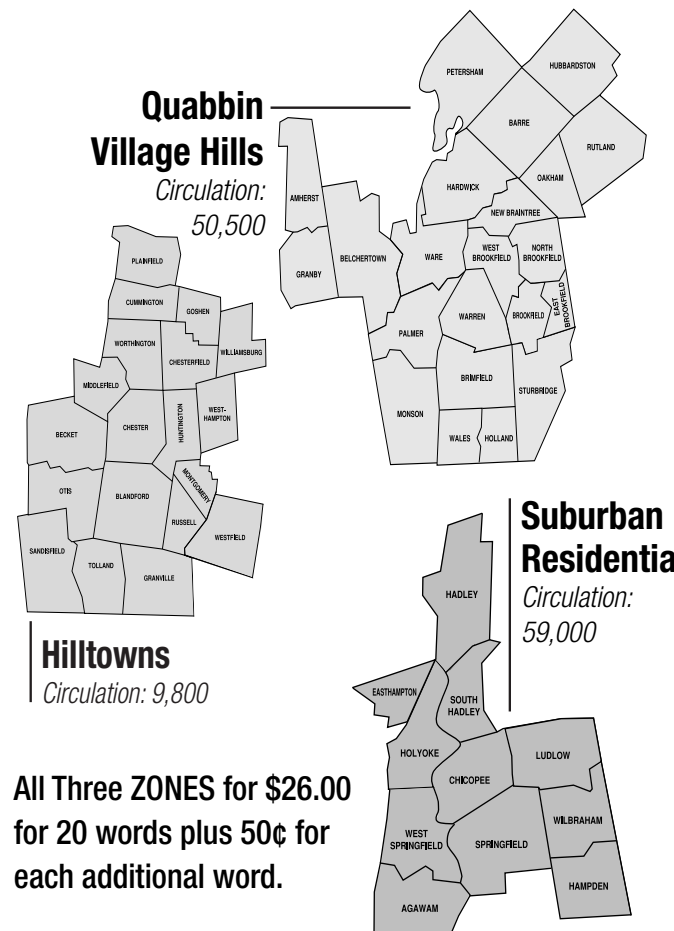 Quabbin
Village Hills
Circulation:
50,500
PETERSHAM
HUBBARDSTON
BARRE
RUTLAND
OAKHAM
HARDWICK
NEW BRAINTREE
AMHERST
GRANBY
BELCHERTOWN
WARE
WEST
BROOKFIELD
NORTH
BROOKFIELD
EAST
BROOKFIELD
BROOKFIELD
WARREN
PALMER
BRIMFIELD
STURBRIDGE
MONSON
WALES
HOLLAND
PLAINFIELD
CUMMINGTON
GOSHEN
WORTHINGTON
CHESTERFIELD
WILLIAMSBURG
MIDDLEFIELD
CHESTER
HUNTINGTON
WEST-
HAMPTON
BECKET
OTIS
BLANDFORD
MONTGOMERY
RUSSELL
WESTFIELD
SANDISFIELD
TOLLAND
GRANVILLE
Hilltowns
Circulation: 9,800
Suburban
Residentia
Circulation:
59,000
HADLEY
EASTHAMPTON
SOUTH
HADLEY
HOLYOKE
CHICOPEE
LUDLOW
WEST
SPRINGFIELD
SPRINGFIELD
WILBRAHAM
HAMPDEN
AGAWAM
All Three ZONES for $26.00
for 20 words plus 50¢ for
each additional word.